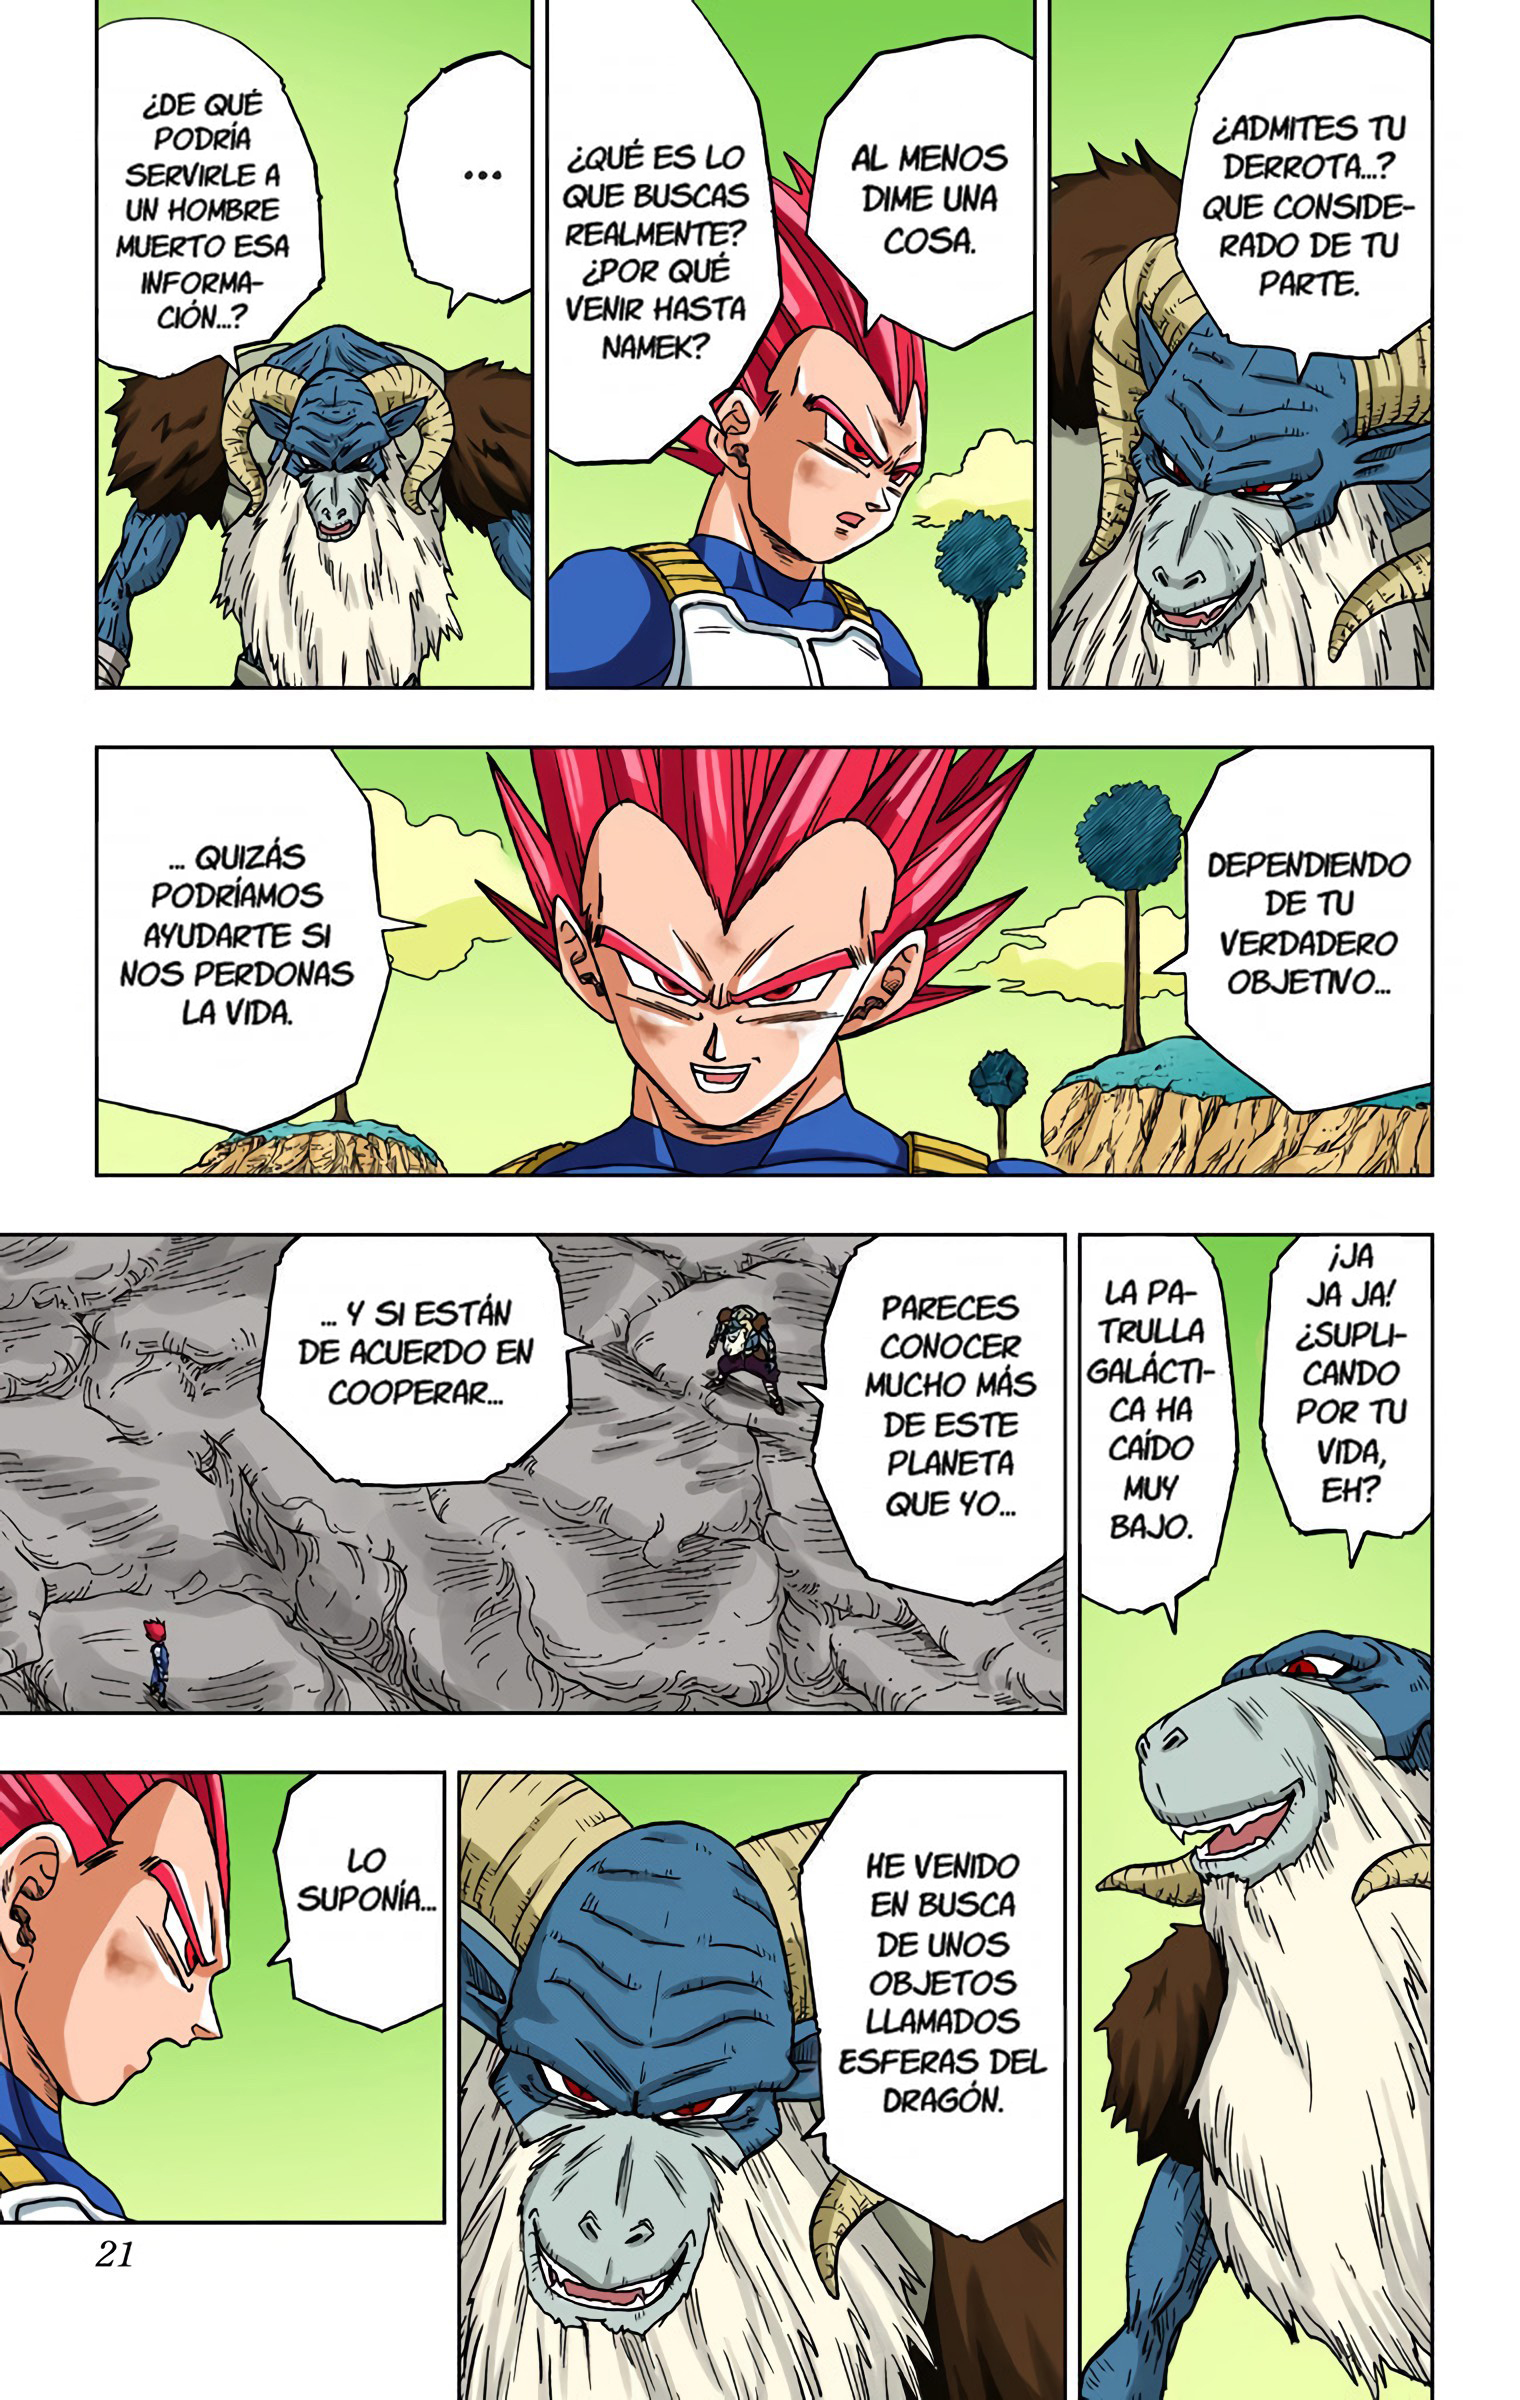 ¿ADMITES TU
DERROTA...?
QUE CONSIDE-
RADO DE TU
PARTE.
AL MENOS
DIME UNA
COSA.
¿QUÉ ES LO
QUE BUSCAS
REALMENTE?
¿POR QUÉ
VENIR HASTA
NAMEK?
...
¿DE QUÉ
PODRÍA
SERVIRLE A
UN HOMBRE
MUERTO ESA
INFORMA-
CIÓN...?
DEPENDIENDO
DE TU
VERDADERO
OBJETIVO...
... QUIZÁS
PODRÍAMOS
AYUDARTE SI
NOS PERDONAS
LA VIDA.
¡JA
JA JA!
¿SUPLI-
CANDO
POR TU
VIDA,
EH?
LA PA-
TRULLA
GALÁCTI-
CA HA
CAÍDO
MUY
BAJO.
PARECES
CONOCER
MUCHO MÁS
DE ESTE
PLANETA
QUE YO...
... Y SI ESTÁN
DE ACUERDO EN
COOPERAR...
HE VENIDO
EN BUSCA
DE UNOS
OBJETOS
LLAMADOS
ESFERAS DEL
DRAGÓN.
LO
SUPONÍA...
21